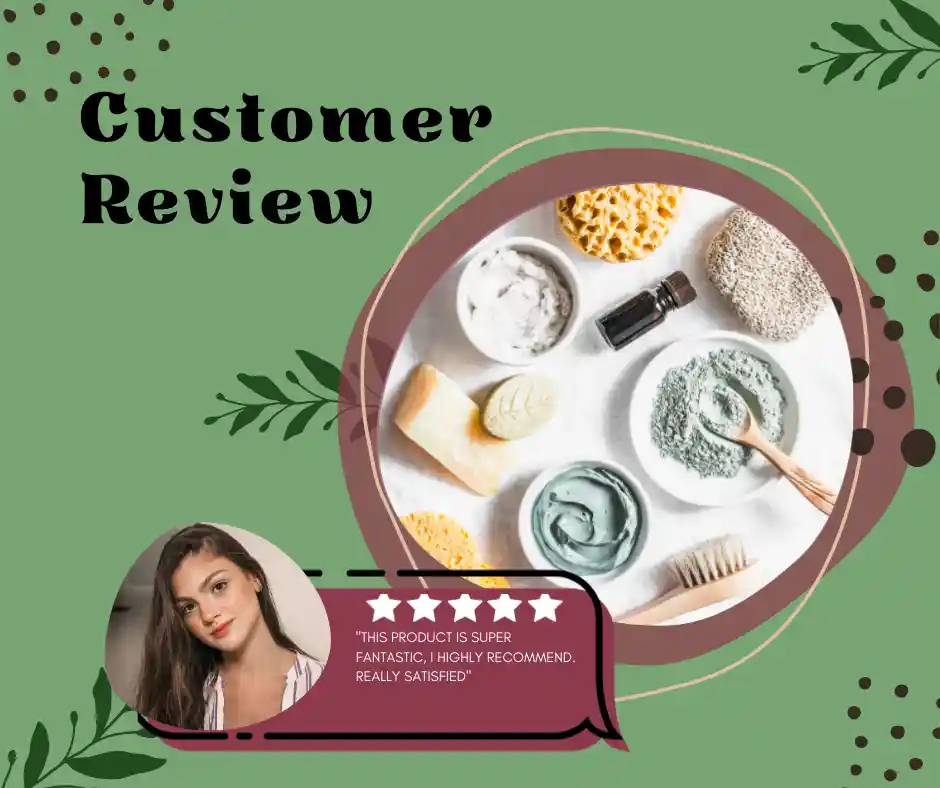 Customer
Review
"THIS PRODUCT IS SUPER
FANTASTIC, I HIGHLY RECOMMEND.
REALLY SATISFIED"